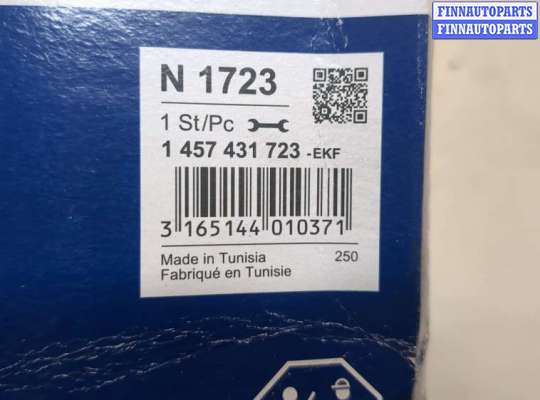 FINNAUTOPARTS
FINNAUTOPARTS
N 1723
1 St/Pc
1 457 431 723 -EKF
3 165144 010371
Made in Tunisia 250
Fabriqué en Tunisie